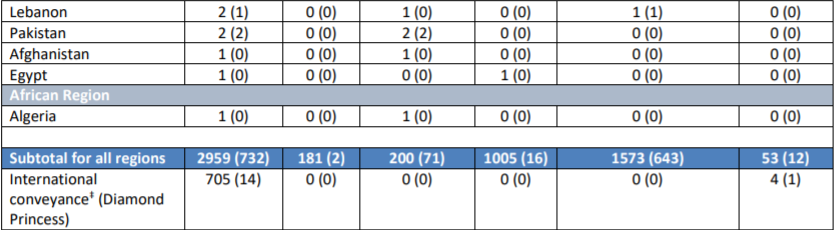 Lebanon 2 (1) 0 (0) 1 (0) 0 (0) 1 (1) 0 (0)
Pakistan 2 (2) 0 (0) 2 (2) 0 (0) 0 (0) 0 (0)
Afghanistan 1 (0) 0 (0) 1 (0) 0 (0) 0 (0) 0 (0)
Egypt 1 (0) 0 (0) 0 (0) 1 (0) 0 (0) 0 (0)
African Region
Algeria 1 (0) 0 (0) 1 (0) 0 (0) 0 (0) 0 (0)
Subtotal for all regions 2959 (732) 181 (2) 200 (71) 1005 (16) 1573 (643) 53 (12)
International 705 (14) 0 (0) 0 (0) 0 (0) 0 (0) 4 (1)
conveyance‡ (Diamond
Princess)